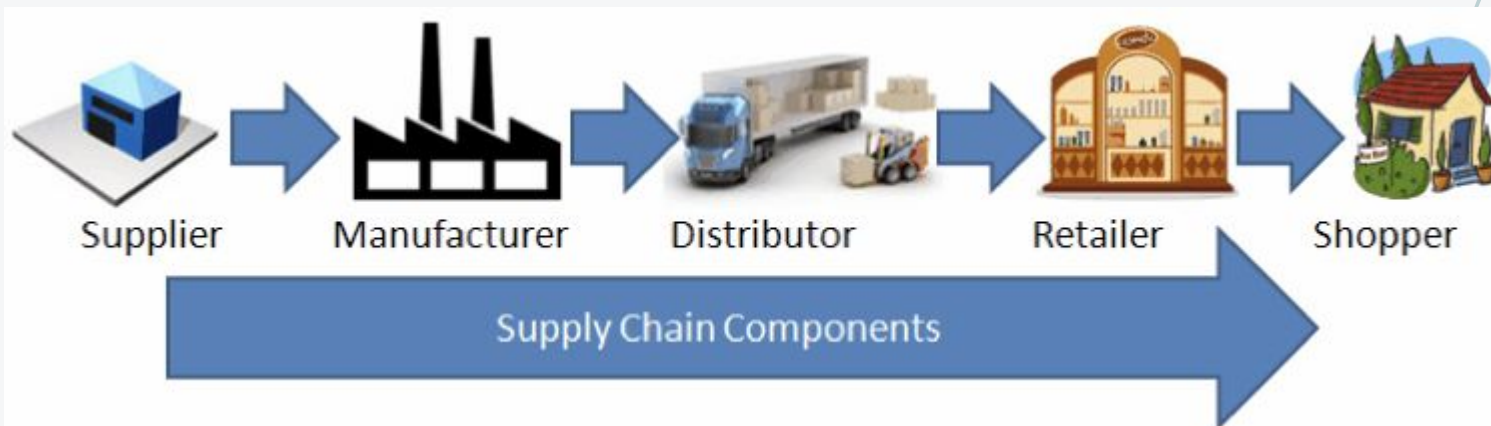 Supplier
Manufacturer
Distributor
Retailer
Shopper
Supply Chain Components